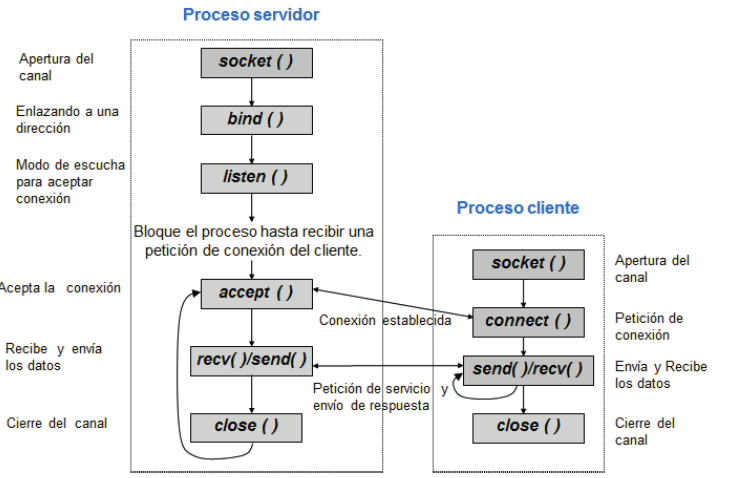 Proceso servidor
Apertura del
canal
socket ( )
Enlazando a una
dirección
bind ( )
Modo de escucha
para aceptar
conexión
listen ( )
Bloque el proceso hasta recibir una
petición de conexión del cliente.
Acepta la conexión
accept ( )
Recibe y envía
los datos
recv( )/send( )
Cierre del canal
close ( )
Conexión establecida
Petición de servicio y
envío de respuesta
Proceso cliente
socket ( )
Apertura del
canal
connect ( )
Petición de
conexión
send( )/recv( )
Envía y Recibe
los datos
close ( )
Cierre del
canal